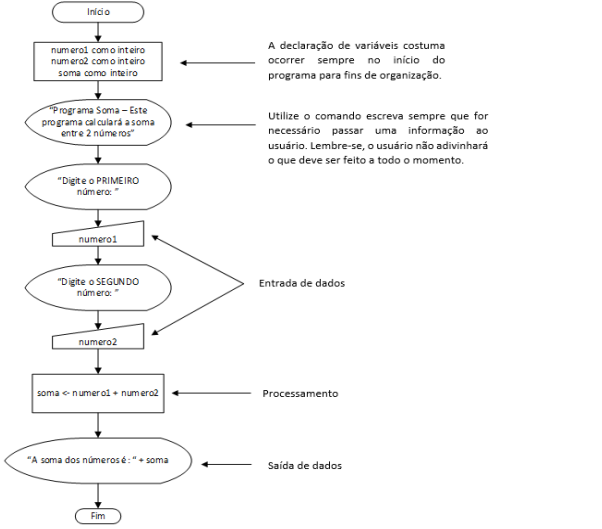 Início
numero1 como inteiro
numero2 como inteiro
soma como inteiro
A declaração de variáveis costuma
ocorrer sempre no início do
programa para fins de organização.
"Programa Soma – Este
programa calculará a soma
entre 2 números"
Utilize o comando escreva sempre que for
necessário passar uma informação ao
usuário. Lembre-se, o usuário não adivinhará
o que deve ser feito a todo o momento.
"Digite o PRIMEIRO
número: "
numero1
"Digite o SEGUNDO
número: "
Entrada de dados
numero2
soma <- numero1 + numero2
Processamento
"A soma dos números é : " + soma
Saída de dados
Fim